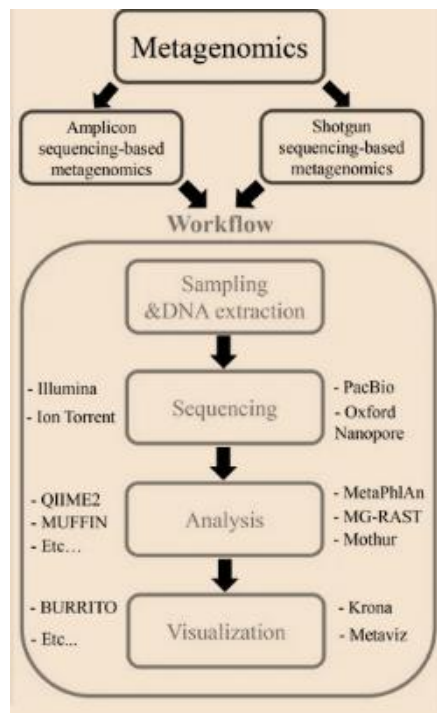 Metagenomics
Amplicon
sequencing-based
metagenomics
Shotgun
sequencing-based
metagenomics
Workflow
Sampling
&DNA extraction
- Illumina
- Ion Torrent
Sequencing
- PacBio
- Oxford
Nanopore
- QIIME2
- MUFFIN
- Etc…
Analysis
- MetaPhlAn
- MG-RAST
- Mothur
- BURRITO
- Etc...
Visualization
- Krona
- Metaviz